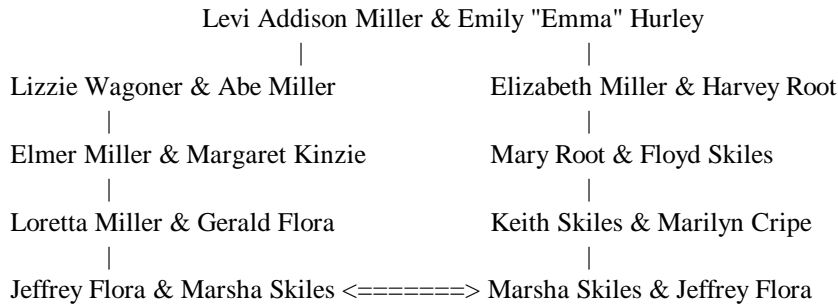 Levi Addison Miller & Emily "Emma" Hurley
| |
Lizzie Wagoner & Abe Miller Elizabeth Miller & Harvey Root
| |
Elmer Miller & Margaret Kinzie Mary Root & Floyd Skiles
| |
Loretta Miller & Gerald Flora Keith Skiles & Marilyn Cripe
| |
Jeffrey Flora & Marsha Skiles <=======> Marsha Skiles & Jeffrey Flora